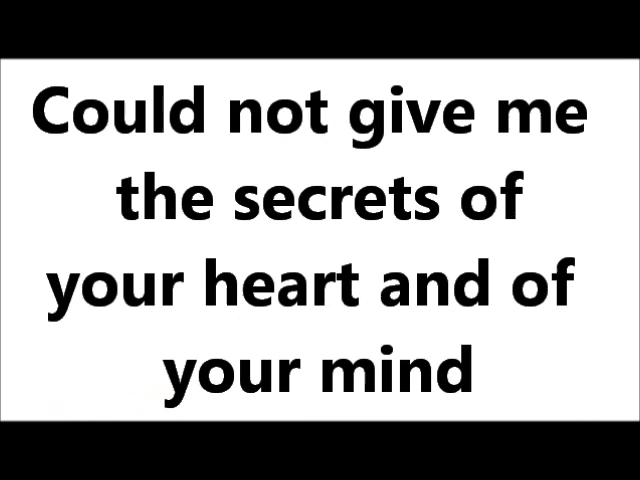 Could not give me
the secrets of
your heart and of
your mind